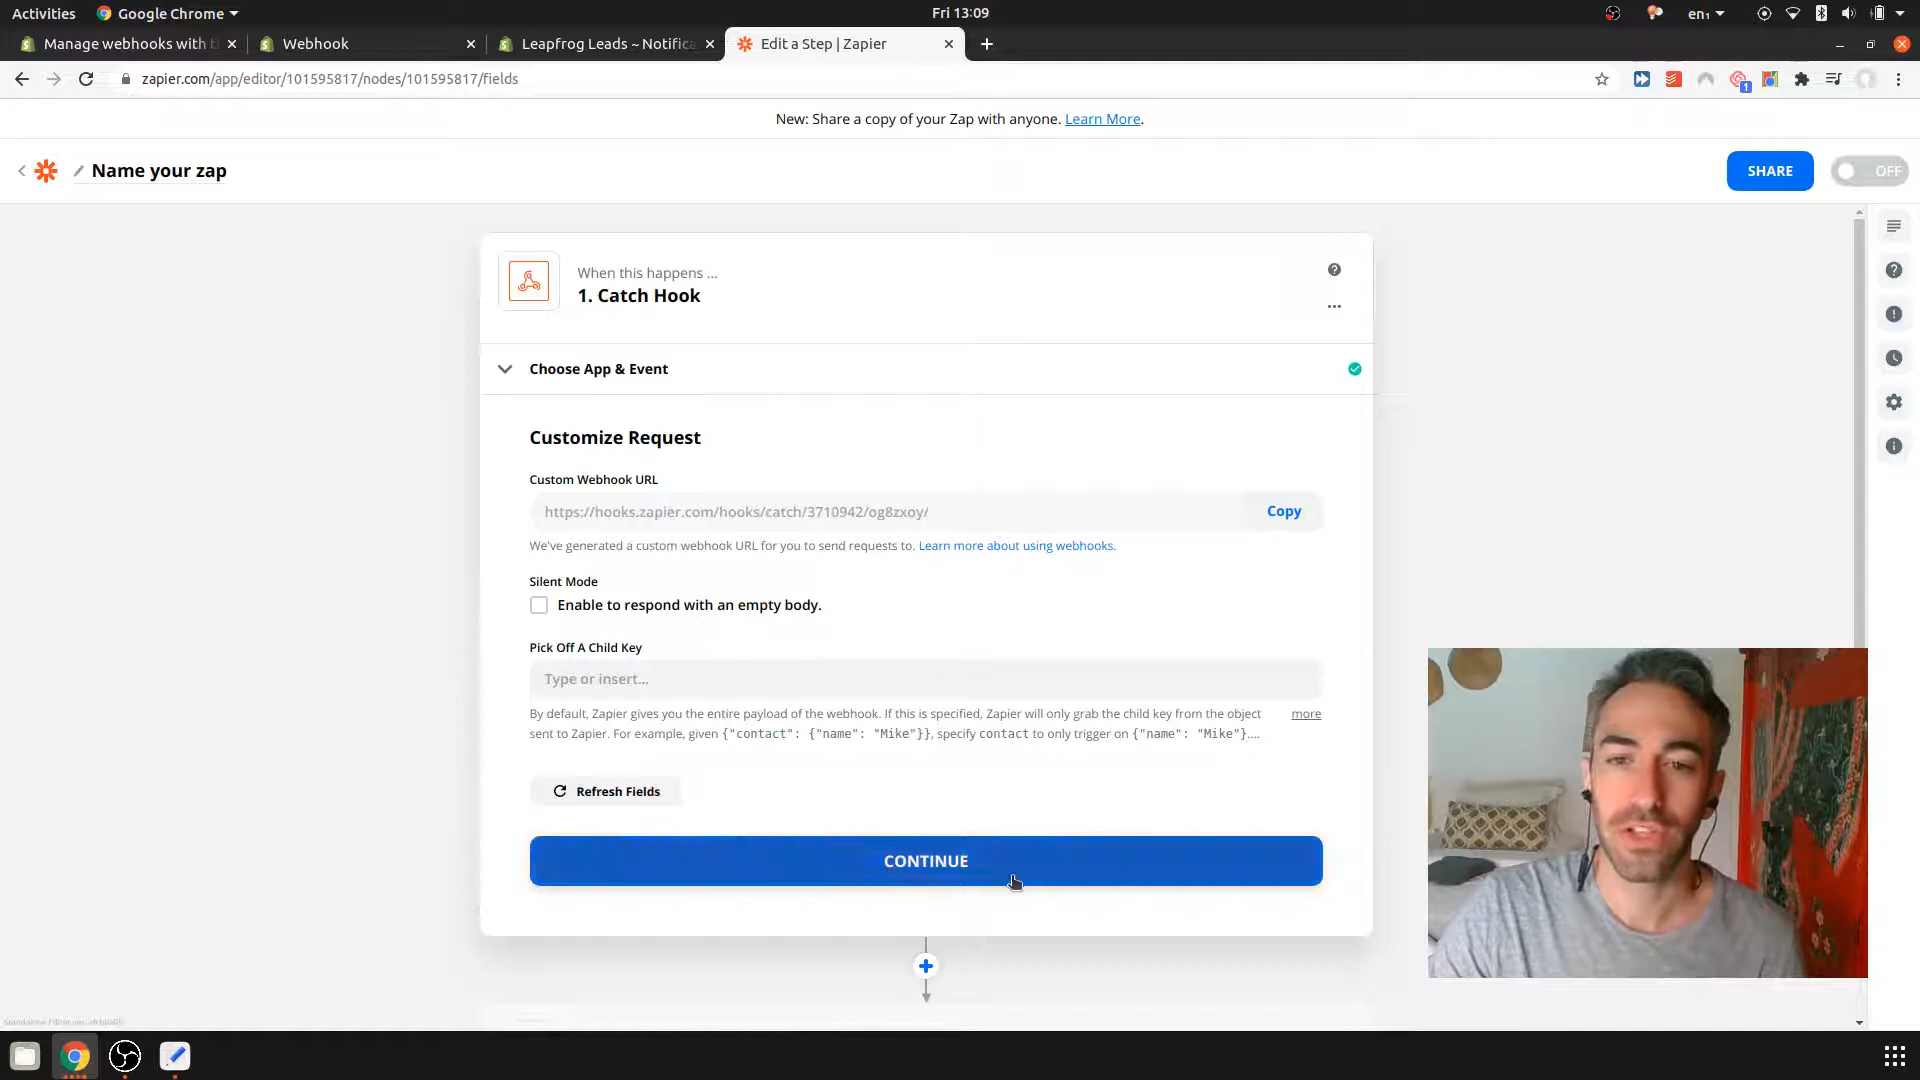 Activities
Google Chrome
Fri 13:09
en₁
Manage webhooks with t
Webhook
Leapfrog Leads ~ Notifica
Edit a Step | Zapier
zapier.com/app/editor/101595817/nodes/101595817/fields
1
New: Share a copy of your Zap with anyone. Learn More.
Name your zap
SHARE
OFF
When this happens ...
1. Catch Hook
Choose App & Event
Customize Request
Custom Webhook URL
https://hooks.zapier.com/hooks/catch/3710942/og8zxoy/
Copy
We've generated a custom webhook URL for you to send requests to. Learn more about using webhooks.
Silent Mode
Enable to respond with an empty body.
Pick Off A Child Key
Type or insert...
By default, Zapier gives you the entire payload of the webhook. If this is specified, Zapier will only grab the child key from the object
more
sent to Zapier. For example, given {"contact": {"name": "Mike"}}, specify contact to only trigger on {"name": "Mike"}....
Refresh Fields
CONTINUE